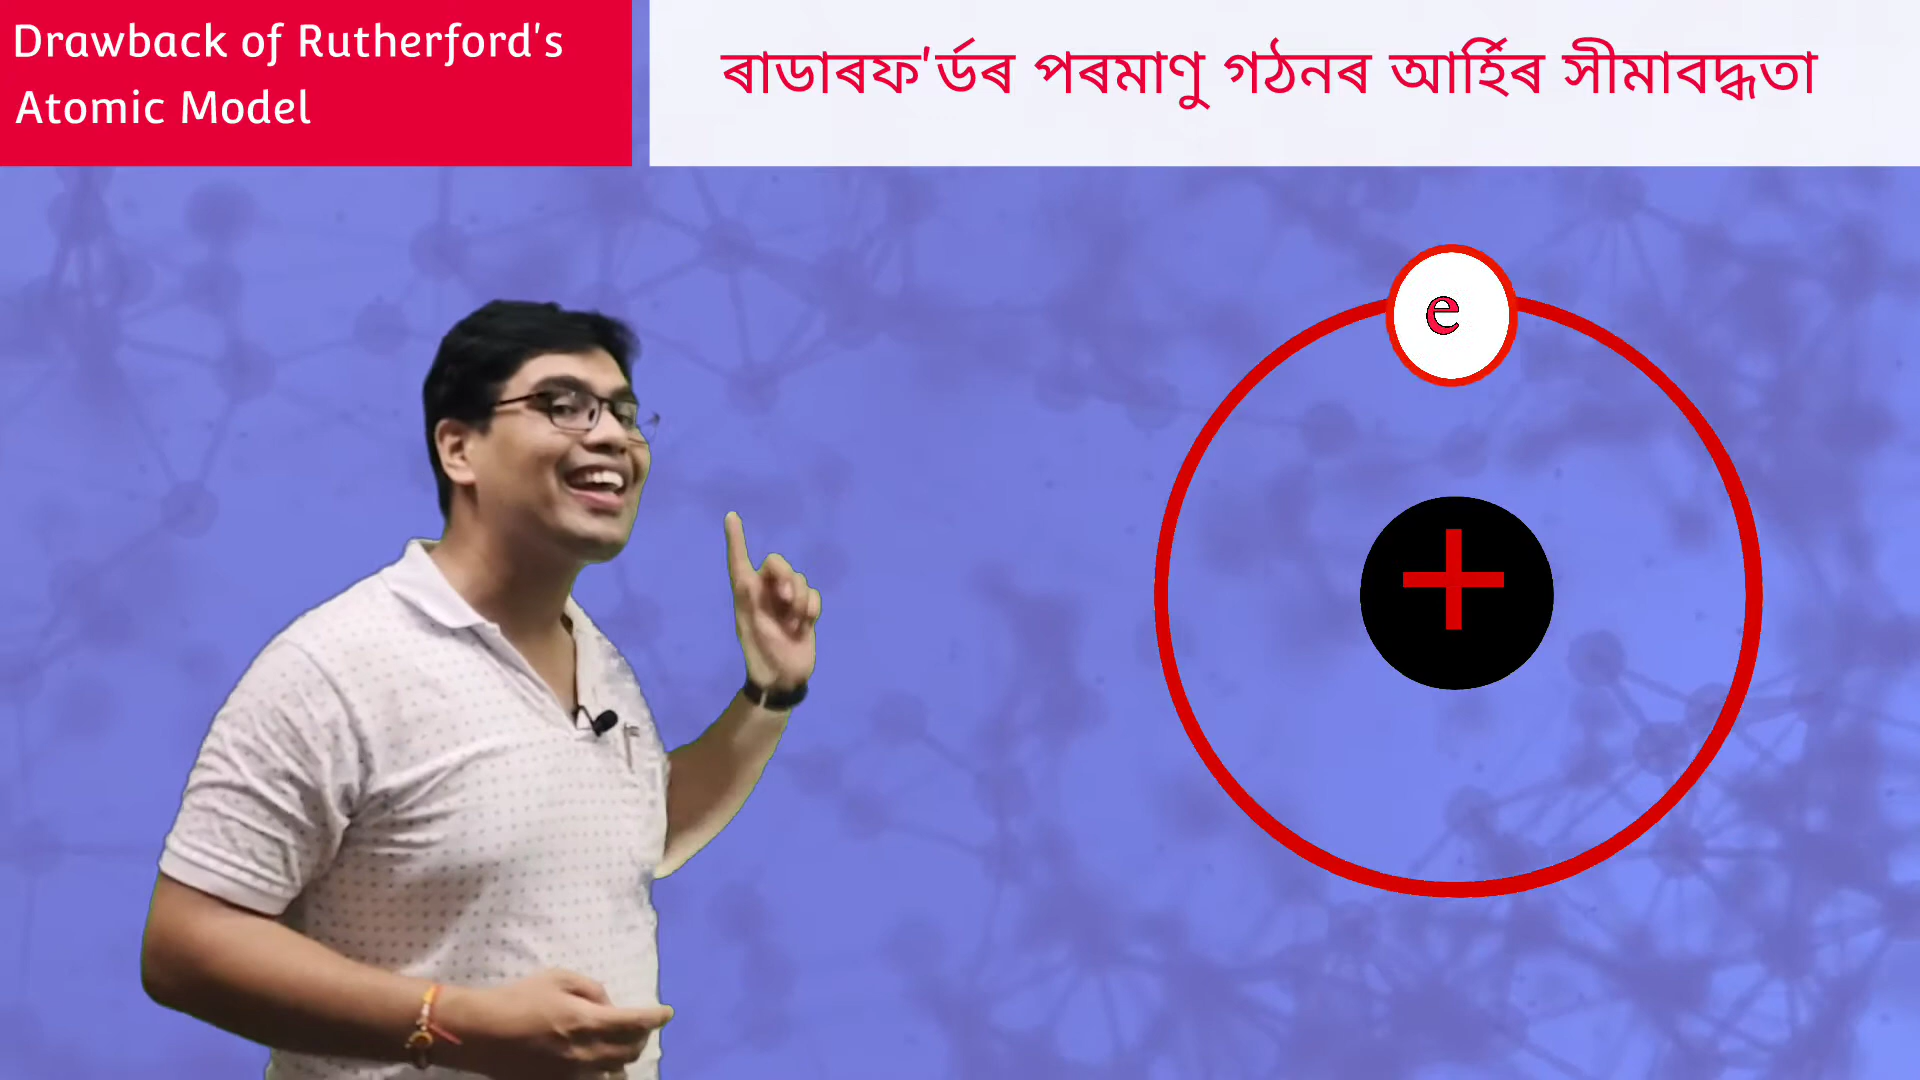 Drawback of Rutherford's
Atomic Model
ৰাডাৰফ'ৰ্ডৰ পৰমাণু গঠনৰ আৰ্হিৰ সীমাবদ্ধতা
e
+